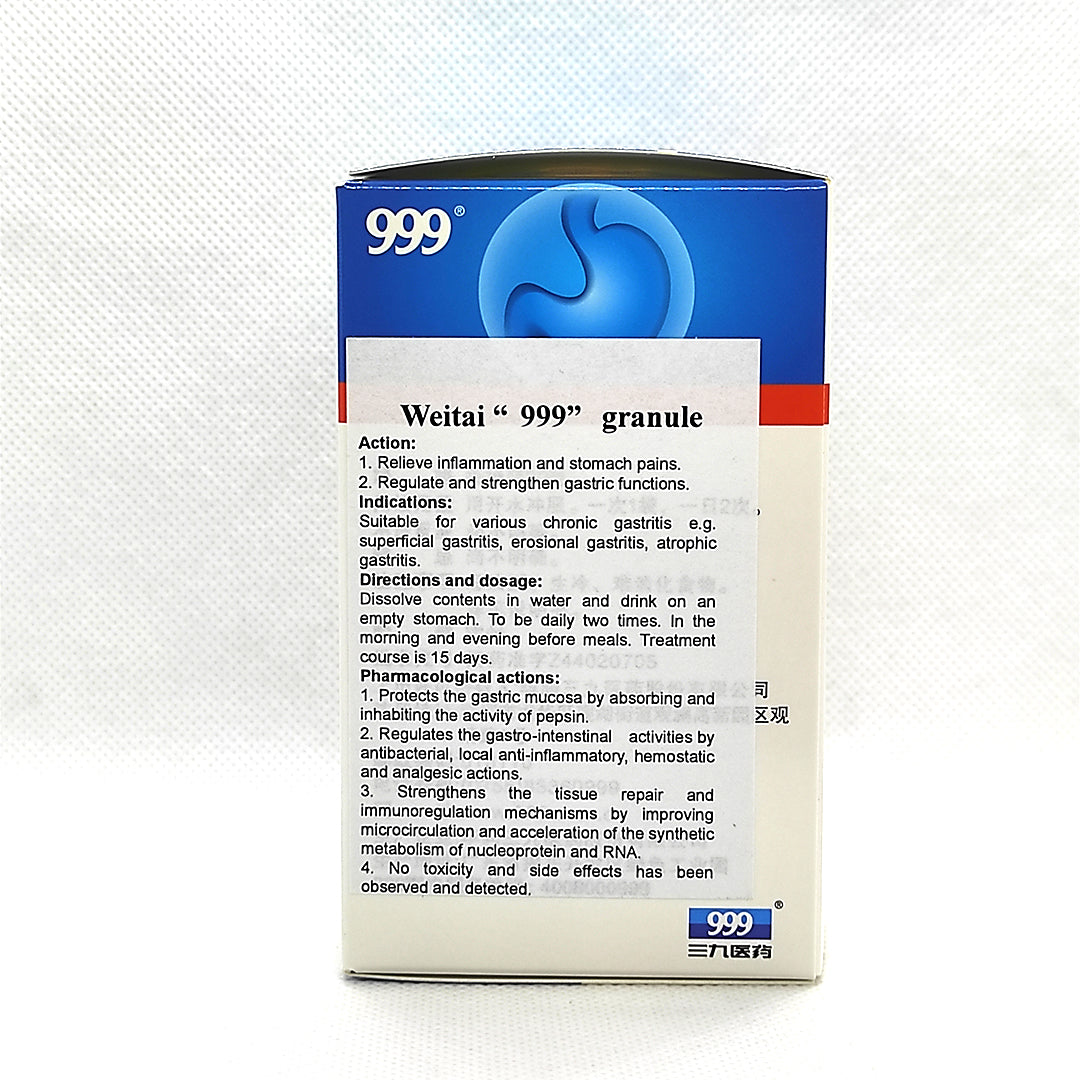 999®
Weitai “ 999” granule
Action:
1. Relieve inflammation and stomach pains.
2. Regulate and strengthen gastric functions.
Indications:
Suitable for various chronic gastritis e.g.
superficial gastritis, erosional gastritis, atrophic
gastritis.
Directions and dosage:
Dissolve contents in water and drink on an
empty stomach. To be daily two times. In the
morning and evening before meals. Treatment
course is 15 days.
Pharmacological actions:
1. Protects the gastric mucosa by absorbing and
inhabiting the activity of pepsin.
2. Regulates the gastro-intenstinal activities by
antibacterial, local anti-inflammatory, hemostatic
and analgesic actions.
3. Strengthens the tissue repair and
immunoregulation mechanisms by improving
microcirculation and acceleration of the synthetic
metabolism of nucleoprotein and RNA.
4. No toxicity and side effects has been
observed and detected.
公司
区观
999®
三九医药